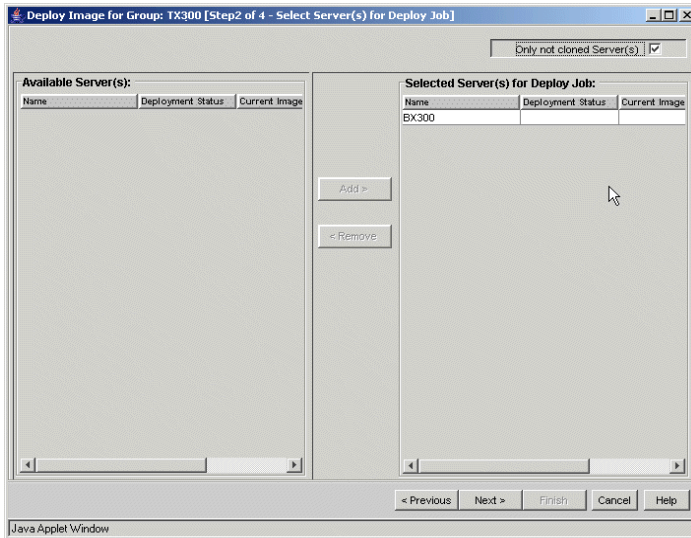 Deploy Image for Group: TX300 [Step2 of 4 - Select Server(s) for Deploy Job]
Only not cloned Server(s)
Available Server(s):
Name Deployment Status Current Image
Selected Server(s) for Deploy Job:
Name Deployment Status Current Image
BX300
Add >
< Remove
< Previous Next > Finish Cancel Help
Java Applet Window